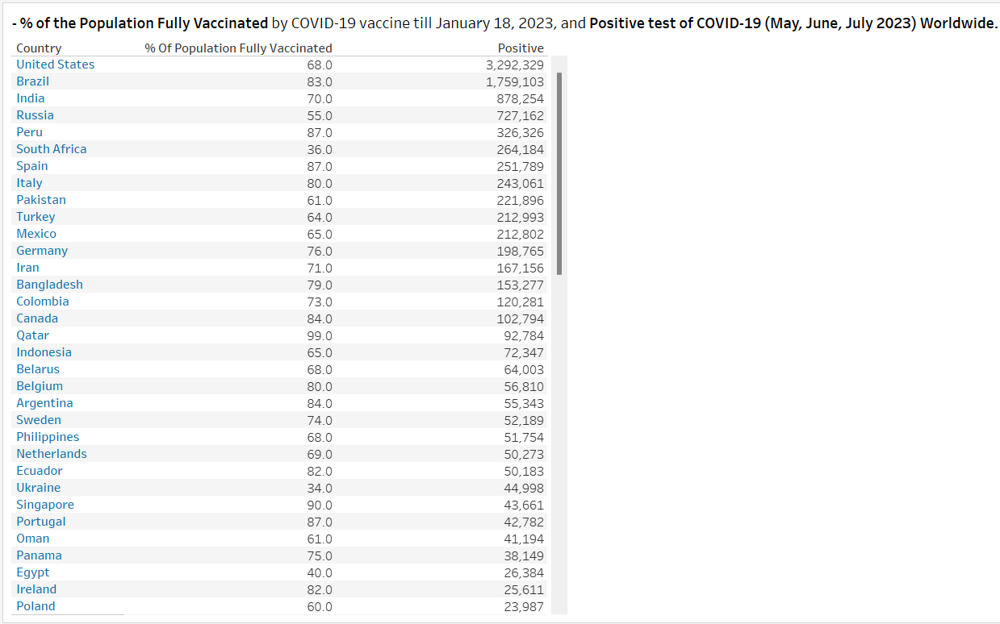 - % of the Population Fully Vaccinated by COVID-19 vaccine till January 18, 2023, and Positive test of COVID-19 (May, June, July 2023) Worldwide.
Country % Of Population Fully Vaccinated Positive
United States 68.0 3,292,329
Brazil 83.0 1,759,103
India 70.0 878,254
Russia 55.0 727,162
Peru 87.0 326,326
South Africa 36.0 264,184
Spain 87.0 251,789
Italy 80.0 243,061
Pakistan 61.0 221,896
Turkey 64.0 212,993
Mexico 65.0 212,802
Germany 76.0 198,765
Iran 71.0 167,156
Bangladesh 79.0 153,277
Colombia 73.0 120,281
Canada 84.0 102,794
Qatar 99.0 92,784
Indonesia 65.0 72,347
Belarus 68.0 64,003
Belgium 80.0 56,810
Argentina 84.0 55,343
Sweden 74.0 52,189
Philippines 68.0 51,754
Netherlands 69.0 50,273
Ecuador 82.0 50,183
Ukraine 34.0 44,998
Singapore 90.0 43,661
Portugal 87.0 42,782
Oman 61.0 41,194
Panama 75.0 38,149
Egypt 40.0 26,384
Ireland 82.0 25,611
Poland 60.0 23,987